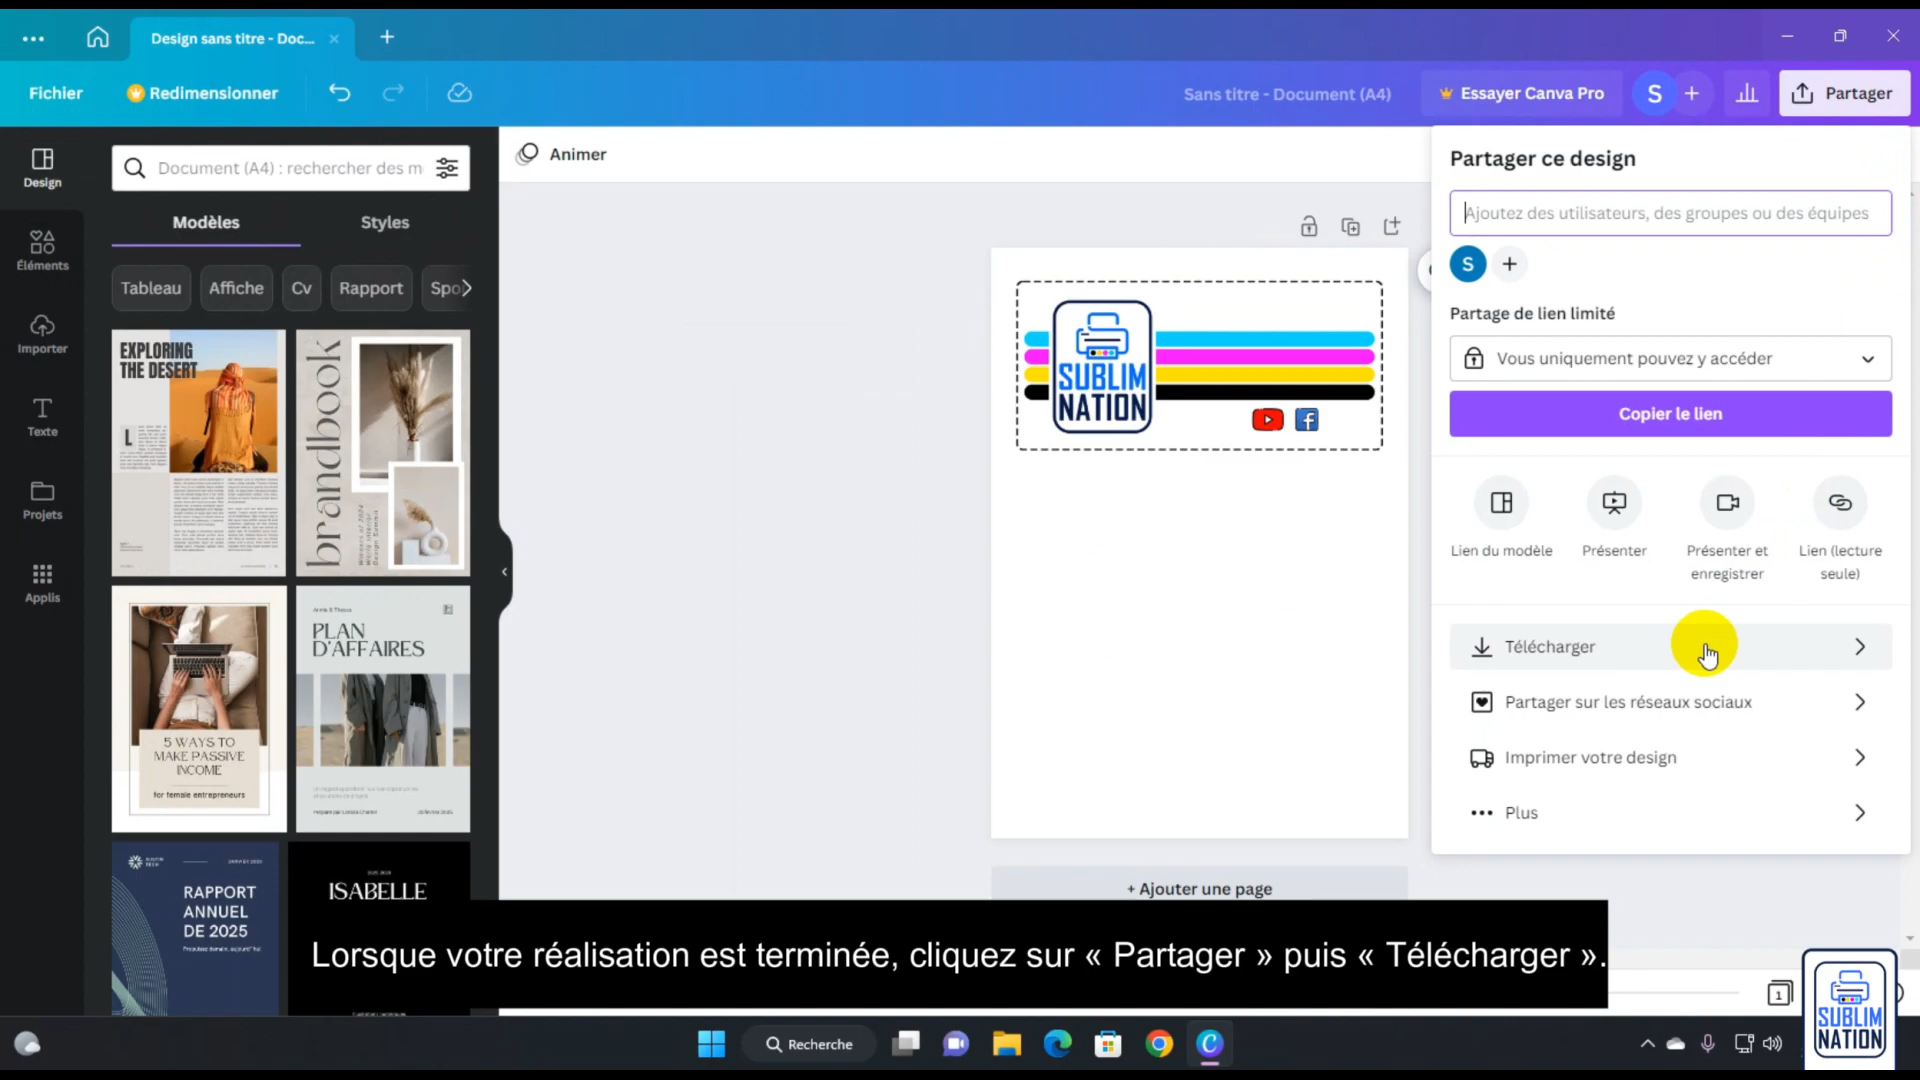 Design sans titre - Doc...
Fichier
Redimensionner
Sans titre - Document (A4)
Essayer Canva Pro
S
Partager
Design
Éléments
Importer
Texte
Projets
Applis
Document (A4) : rechercher des m
Modèles
Styles
Tableau
Affiche
Cv
Rapport
Spo
EXPLORING
THE DESERT
L
brandbook
5 WAYS TO
MAKE PASSIVE
INCOME
for female entrepreneurs
PLAN
D'AFFAIRES
RAPPORT
ANNUEL
DE 2025
ISABELLE
Animer
SUBLIM
NATION
+ Ajouter une page
Partager ce design
Ajoutez des utilisateurs, des groupes ou des équipes
S
Partage de lien limité
Vous uniquement pouvez y accéder
Copier le lien
Lien du modèle
Présenter
Présenter et
enregistrer
Lien (lecture
seule)
Télécharger
Partager sur les réseaux sociaux
Imprimer votre design
Plus
Lorsque votre réalisation est terminée, cliquez sur « Partager » puis « Télécharger ».
1
SUBLIM
NATION
Recherche